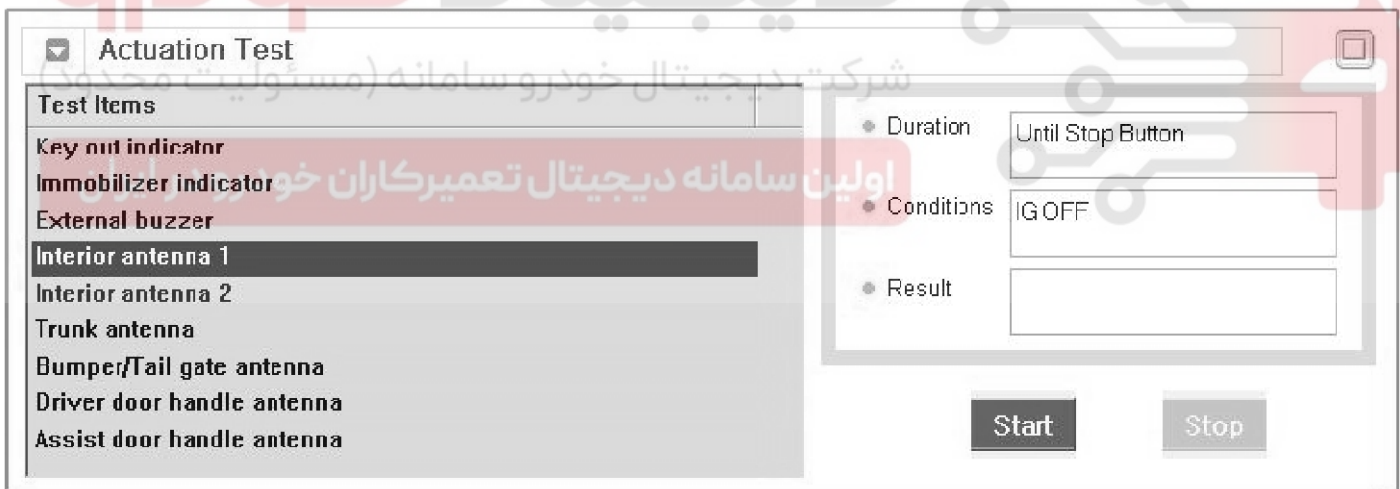 Actuation Test
شرکت دیجیتال خودرو سامانه (مسئولیت محدود)
Test Items
Key out indicator
Immobilizer indicator
اولین سامانه دیجیتال تعمیرکاران خودرو در ایران
External buzzer
Interior antenna 1
Interior antenna 2
Trunk antenna
Bumper/Tail gate antenna
Driver door handle antenna
Assist door handle antenna
Duration
Until Stop Button
Conditions
IG OFF
Result
Start
Stop